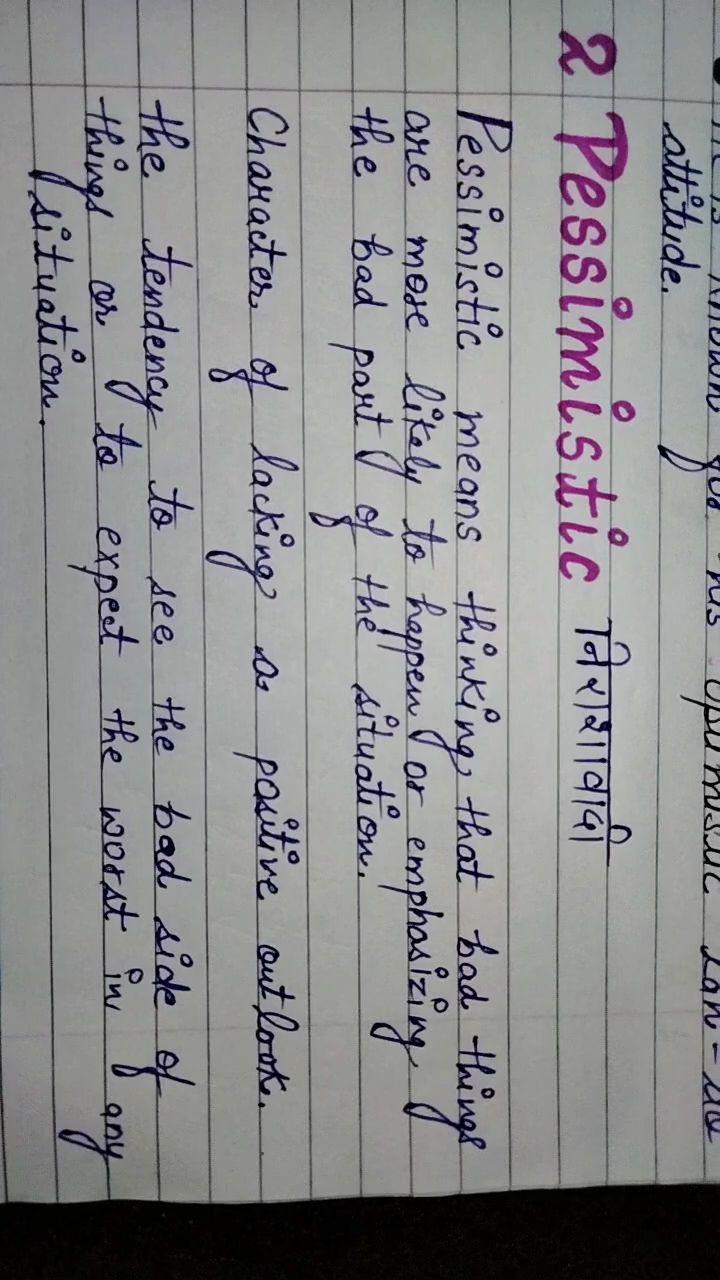 attitude.
2 Pessimistic निराशावादी
Pessimistic means thinking that bad things
are more likely to happen or emphasizing
the bad part of the situation.
Character of lacking a positive outlook.
the tendency to see the bad side of
things or to expect the worst in any
situation.